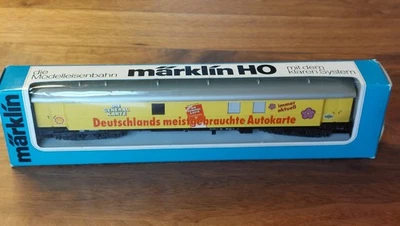 die
Modelleisenbahn
märklin HO
mit dem
klaren System
märklin
immer
aktuell
Deutschlands meistgebrauchte Autokarte